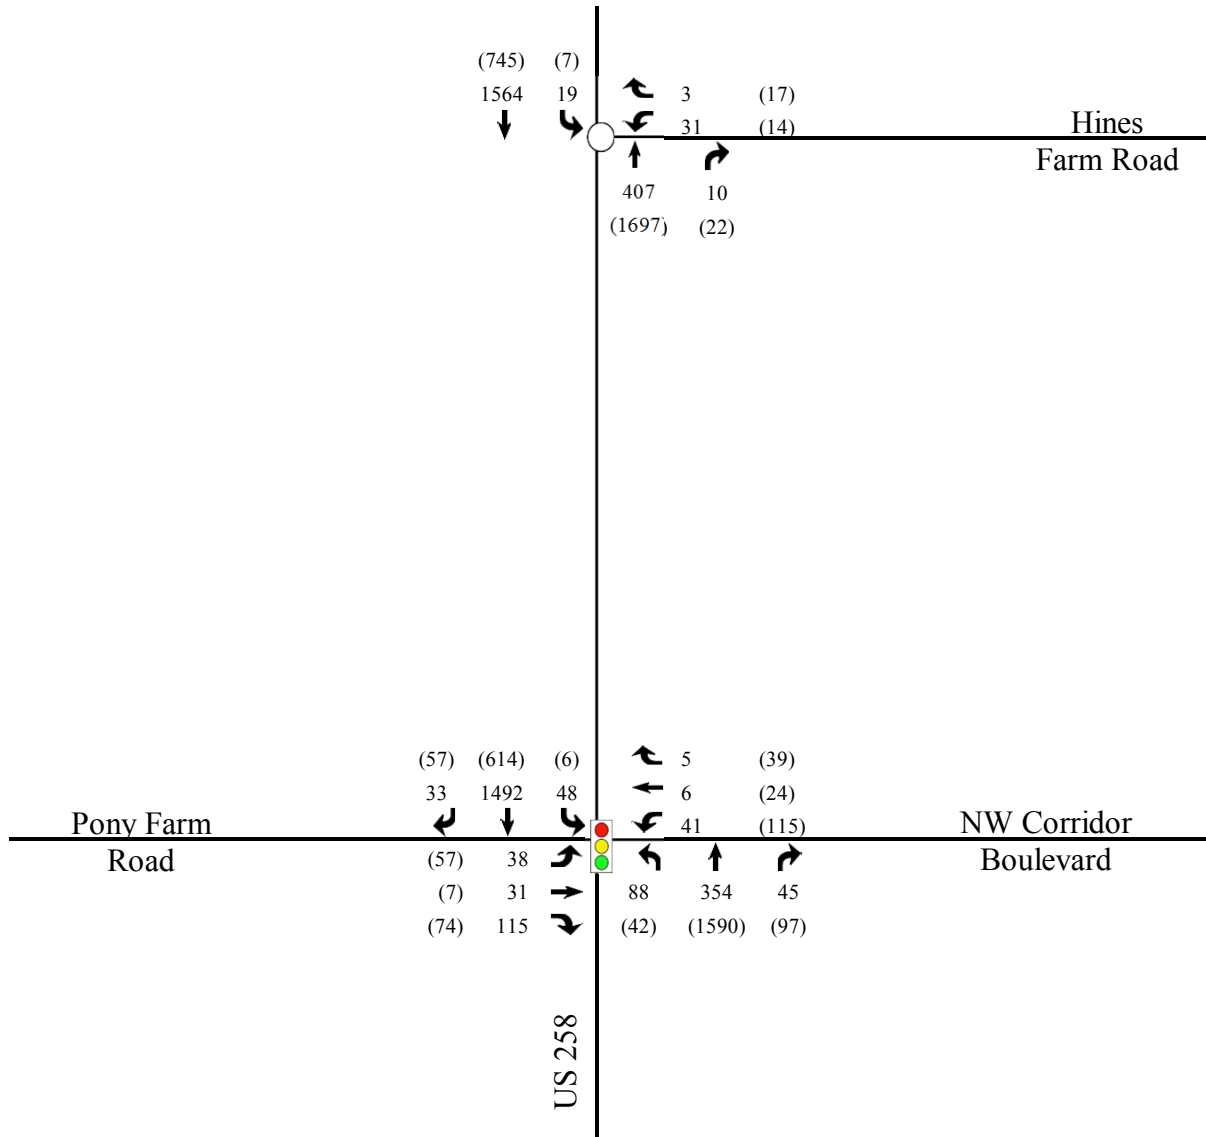 (745) (7)
1564 19 3 (17)
31 (14)
Hines
Farm Road
407 10
(1697) (22)
(57) (614) (6) 5 (39)
33 1492 48 6 (24)
41 (115)
Pony Farm
Road
NW Corridor
Boulevard
(57) 38
(7) 31 88 354 45
(74) 115 (42) (1590) (97)
US 258